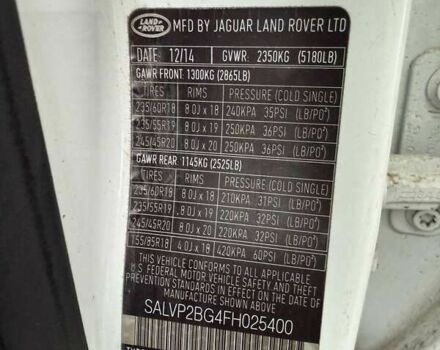 LAND ROVER
MFD BY JAGUAR LAND ROVER LTD
DATE: 12/14 GVWR: 2350KG (5180LB)
GAWR FRONT: 1300KG (2865LB)
TIRES RIMS PRESSURE (COLD SINGLE)
235/60R18 8.0J x 18 240KPA 35PSI (LB/PO²)
235/55R19 8.0J x 19 250KPA 36PSI (LB/PO²)
245/45R20 8.0J x 20 250KPA 36PSI (LB/PO²)
GAWR REAR: 1145KG (2525LB)
TIRES RIMS PRESSURE (COLD SINGLE)
235/60R18 8.0J x 18 210KPA 31PSI (LB/PO²)
235/55R19 8.0J x 19 220KPA 32PSI (LB/PO²)
245/45R20 8.0J x 20 220KPA 32PSI (LB/PO²)
155/85R18 4.0J x 18 420KPA 60PSI (LB/PO²)
THIS VEHICLE CONFORMS TO ALL APPLICABLE
FEDERAL MOTOR VEHICLE SAFETY AND THEFT
PREVENTION STANDARDS IN EFFECT ON THE DATE
OF MANUFACTURE SHOWN ABOVE
SALVP2BG4FH025400